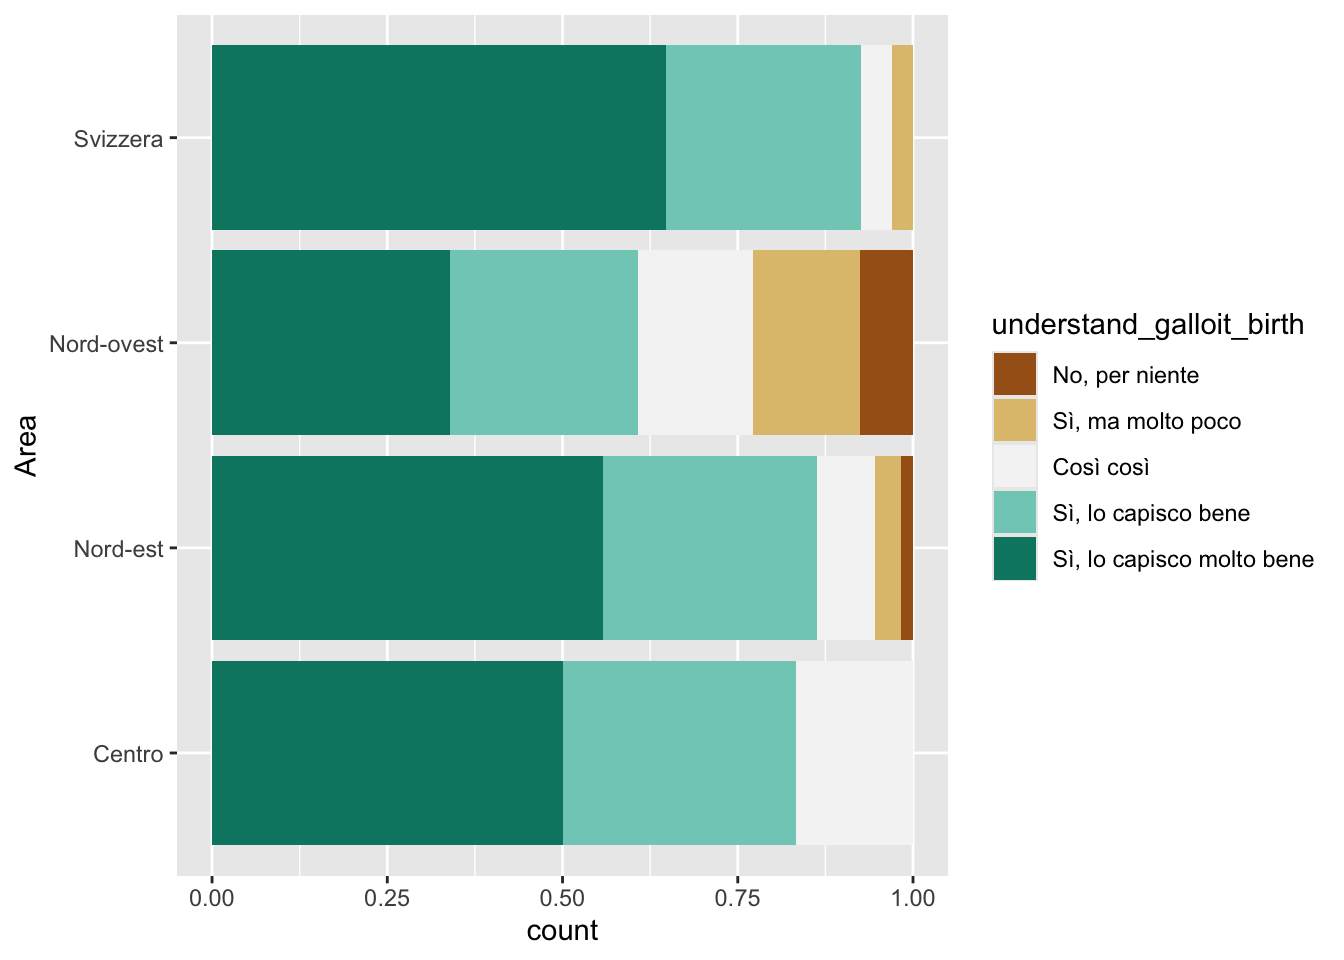 Svizzera
Nord-ovest
Nord-est
Centro
Area
0.00
0.25
0.50
0.75
1.00
count
understand_galloit_birth
No, per niente
Sì, ma molto poco
Così così
Sì, lo capisco bene
Sì, lo capisco molto bene